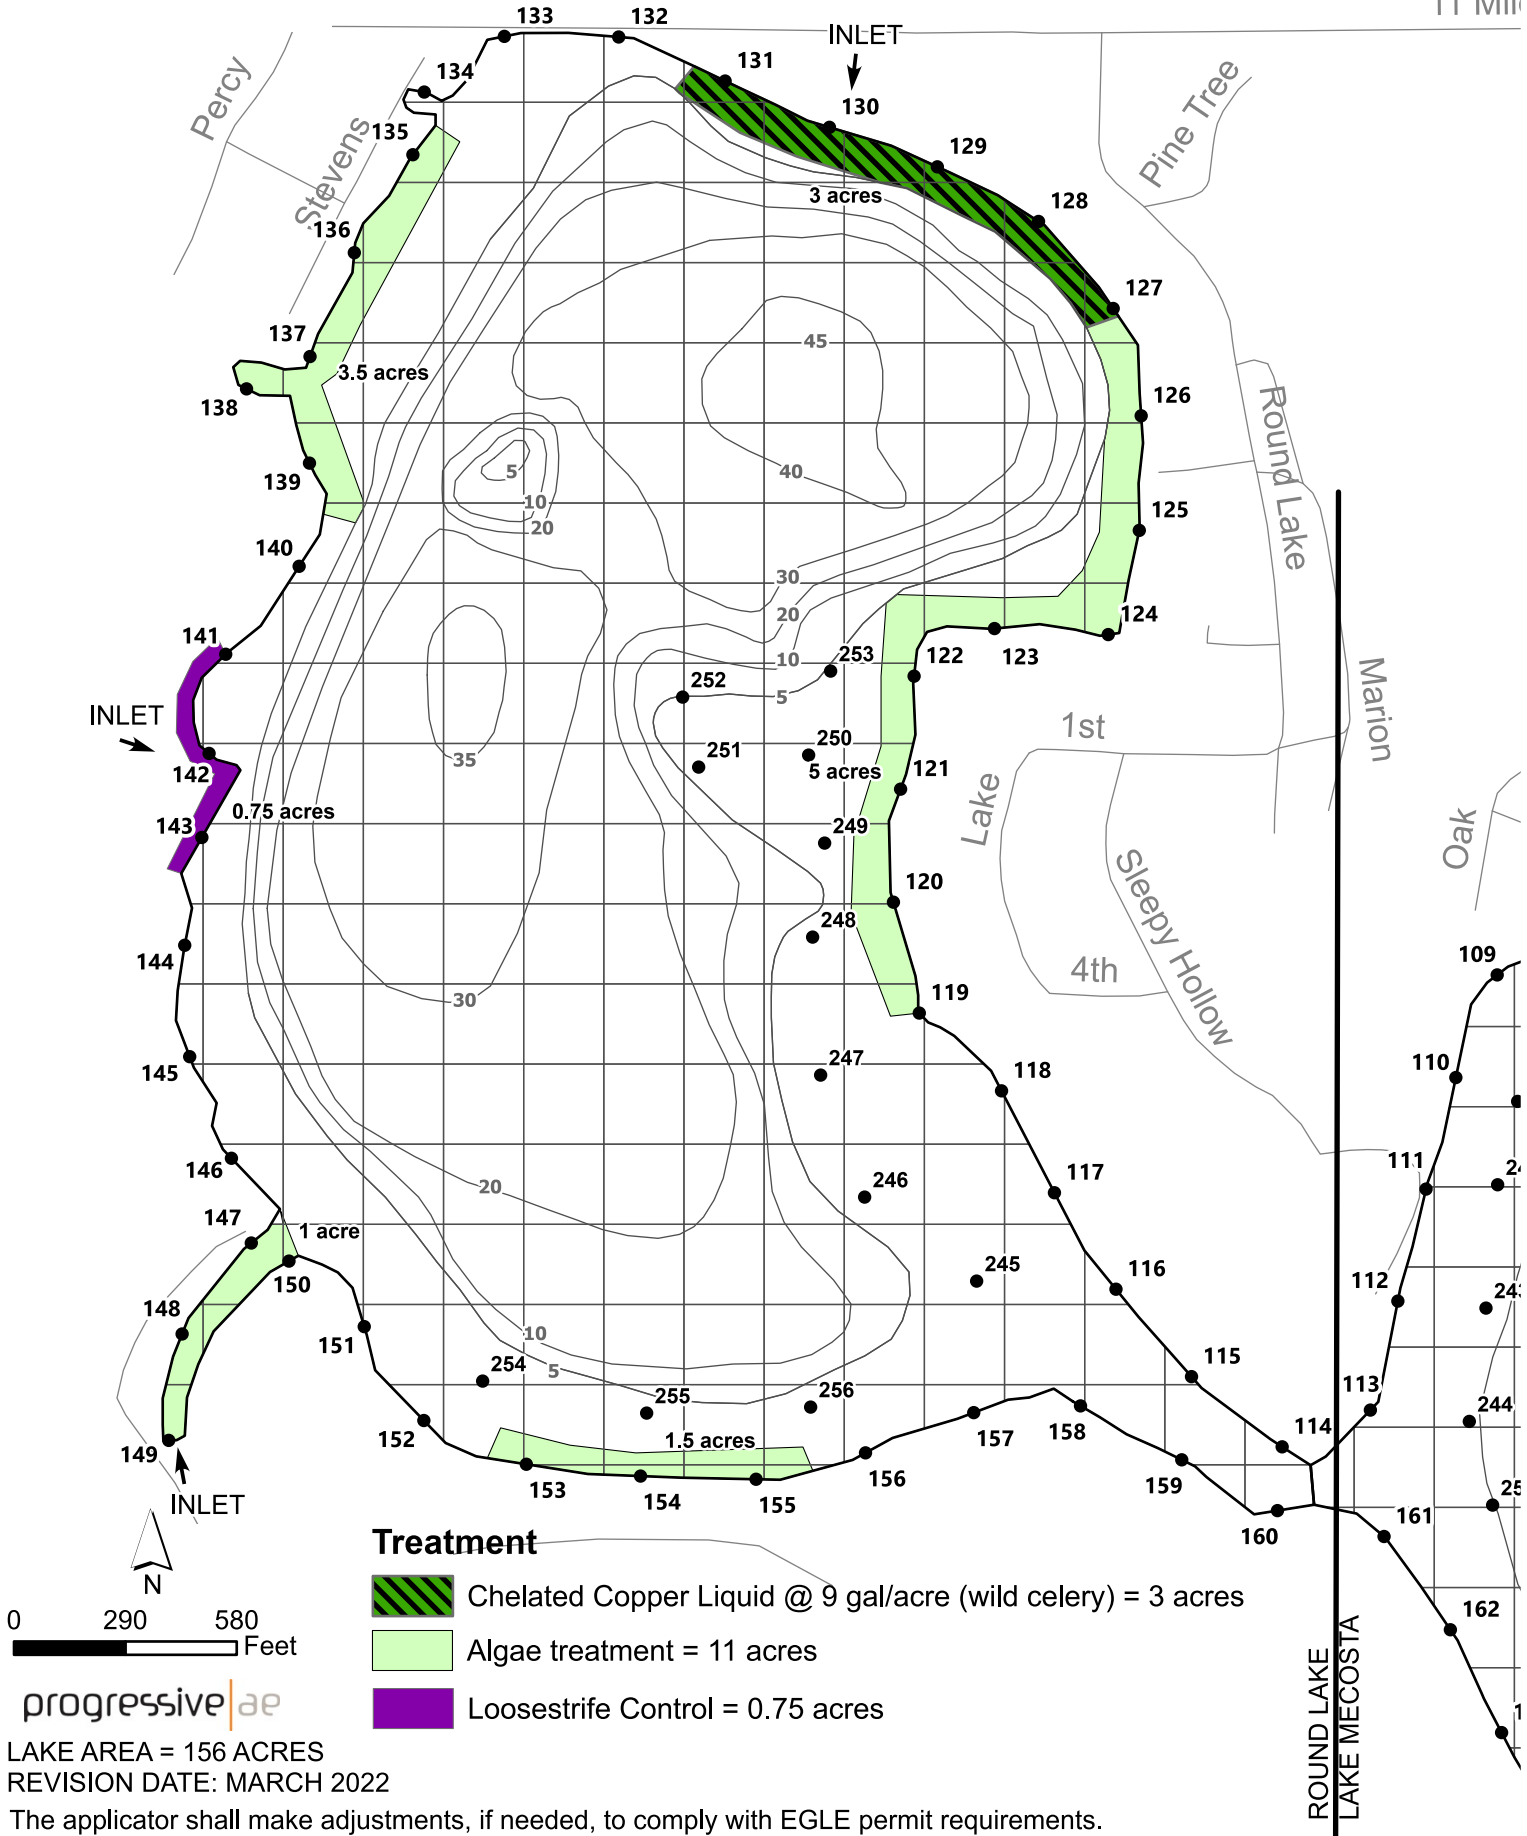 11 Mile
133
132
INLET
131
134
Percy
130
Pine Tree
135
129
Stevens
3 acres
128
136
127
137
45
3.5 acres
138
126
Round Lake
139
40
5
10
125
20
140
30
20
124
141
10
253
122
123
252
5
Marion
INLET
1st
251
250
142
35
5 acres
121
0.75 acres
Lake
143
249
Oak
120
Sleepy Hollow
248
144
109
4th
30
119
247
145
110
118
111
146
20
246
117
24
147
1 acre
150
245
116
112
243
148
10
151
5
254
115
113
255
256
244
149
152
1.5 acres
157
158
114
153
154
155
156
159
25
INLET
160
161
N
Treatment
Chelated Copper Liquid @ 9 gal/acre (wild celery) = 3 acres
0 290 580
Feet
162
Algae treatment = 11 acres
progressive ae
Loosestrife Control = 0.75 acres
1
ROUND LAKE
LAKE MECOSTA
LAKE AREA = 156 ACRES
REVISION DATE: MARCH 2022
The applicator shall make adjustments, if needed, to comply with EGLE permit requirements.